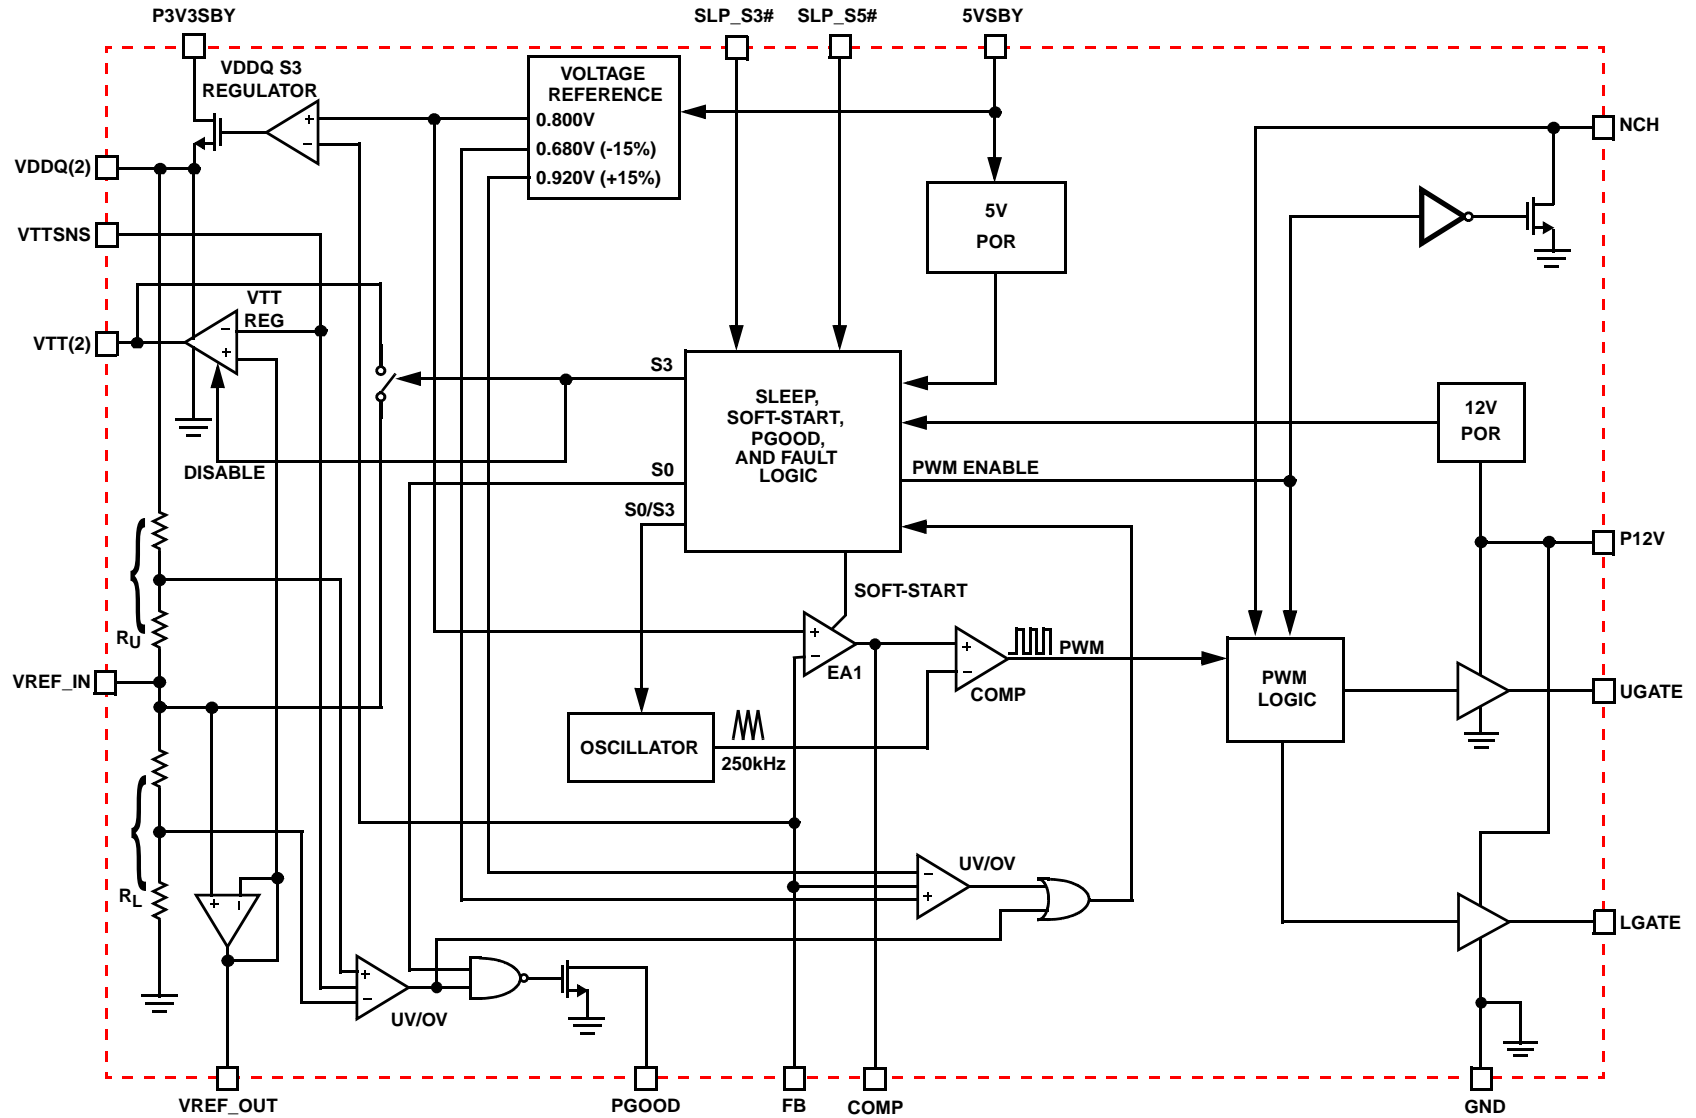 P3V3SBY
SLP_S3#
SLP_S5#
5VSBY
VDDQ S3
REGULATOR
+
−
VOLTAGE
REFERENCE
0.800V
0.680V (-15%)
0.920V (+15%)
NCH
VDDQ(2)
5V
POR
VTTSNS
VTT
REG
−
+
VTT(2)
S3
SLEEP,
SOFT-START,
PGOOD,
AND FAULT
LOGIC
12V
POR
DISABLE
S0
PWM ENABLE
S0/S3
P12V
SOFT-START
RU
+
−
EA1
+
−
COMP
PWM
VREF_IN
PWM
LOGIC
UGATE
OSCILLATOR
250kHz
UV/OV
−
+
RL
+
−
LGATE
+
−
UV/OV
VREF_OUT
PGOOD
FB
COMP
GND